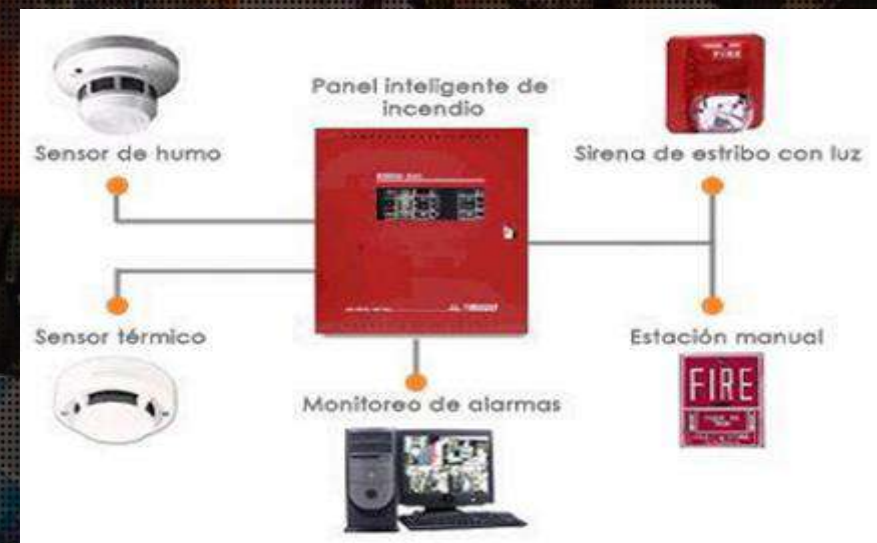 Panel inteligente de
incendio
Sensor de humo
FIRE
Sirena de estribo con luz
Sensor térmico
Estación manual
FIRE
Monitoreo de alarmas